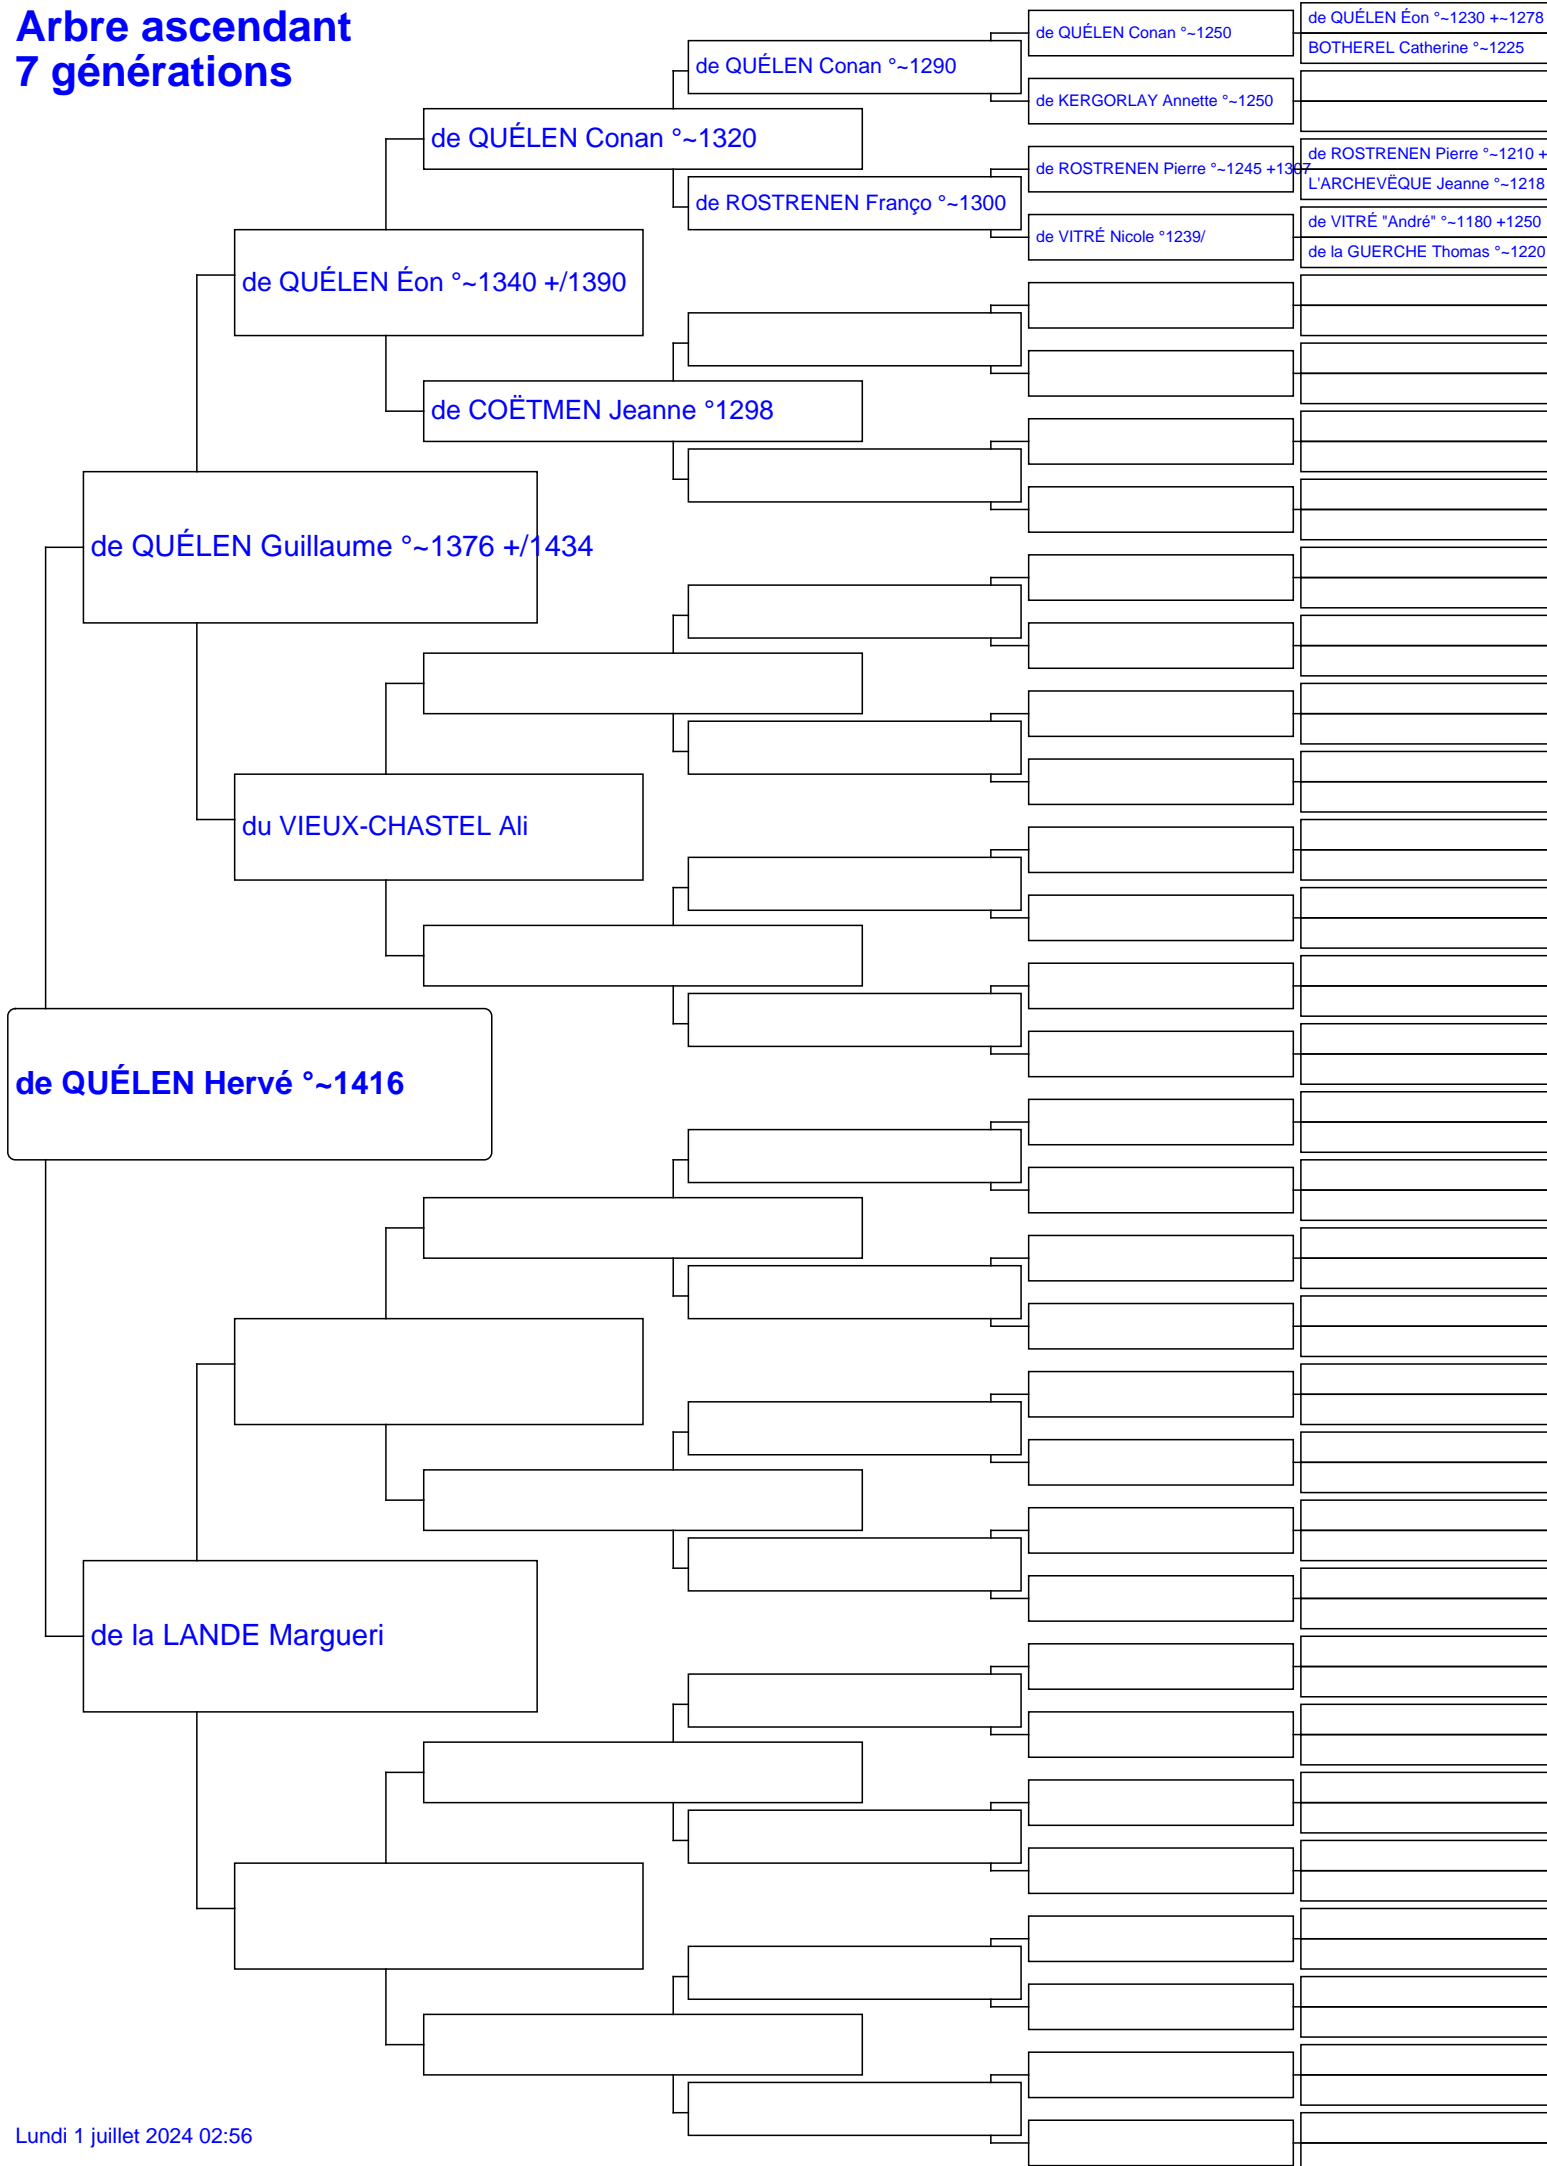 Arbre ascendant
7 générations
de QUÉLEN Éon °~1230 +~1278
de QUÉLEN Conan °~1250
BOTHEREL Catherine °~1225
de QUÉLEN Conan °~1290
de KERGORLAY Annette °~1250
de QUÉLEN Conan °~1320
de ROSTRENEN Pierre °~1210 +
de ROSTRENEN Pierre °~1245 +1307
L'ARCHEVËQUE Jeanne °~1218
de ROSTRENEN Franço °~1300
de VITRÉ "André" °~1180 +1250
de VITRÉ Nicole °1239/
de la GUERCHE Thomas °~1220
de QUÉLEN Éon °~1340 +/1390
de COËTMEN Jeanne °1298
de QUÉLEN Guillaume °~1376 +/1434
du VIEUX-CHASTEL Ali
de QUÉLEN Hervé °~1416
de la LANDE Margueri
Lundi 1 juillet 2024 02:56